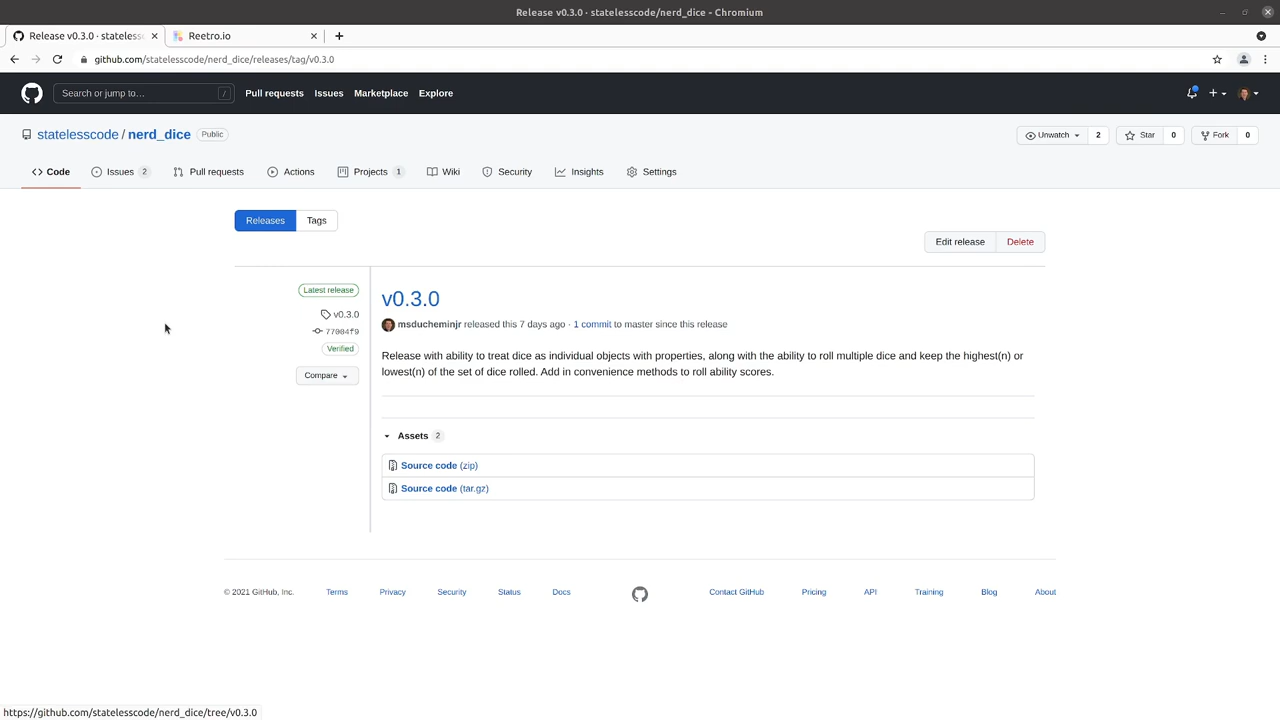 Release v0.3.0 · statelesscode/nerd_dice - Chromium
Release v0.3.0 · stateless
Reetro.io
github.com/statelesscode/nerd_dice/releases/tag/v0.3.0
Search or jump to… /
Pull requests Issues Marketplace Explore
statelesscode / nerd_dice Public
Unwatch 2 Star 0 Fork 0
Code Issues 2 Pull requests Actions Projects 1 Wiki Security Insights Settings
Releases Tags
Edit release Delete
Latest release
v0.3.0
77004f9
Verified
Compare
v0.3.0
msducheminjr released this 7 days ago · 1 commit to master since this release
Release with ability to treat dice as individual objects with properties, along with the ability to roll multiple dice and keep the highest(n) or
lowest(n) of the set of dice rolled. Add in convenience methods to roll ability scores.
Assets 2
Source code (zip)
Source code (tar.gz)
© 2021 GitHub, Inc. Terms Privacy Security Status Docs Contact GitHub Pricing API Training Blog About
https://github.com/statelesscode/nerd_dice/tree/v0.3.0